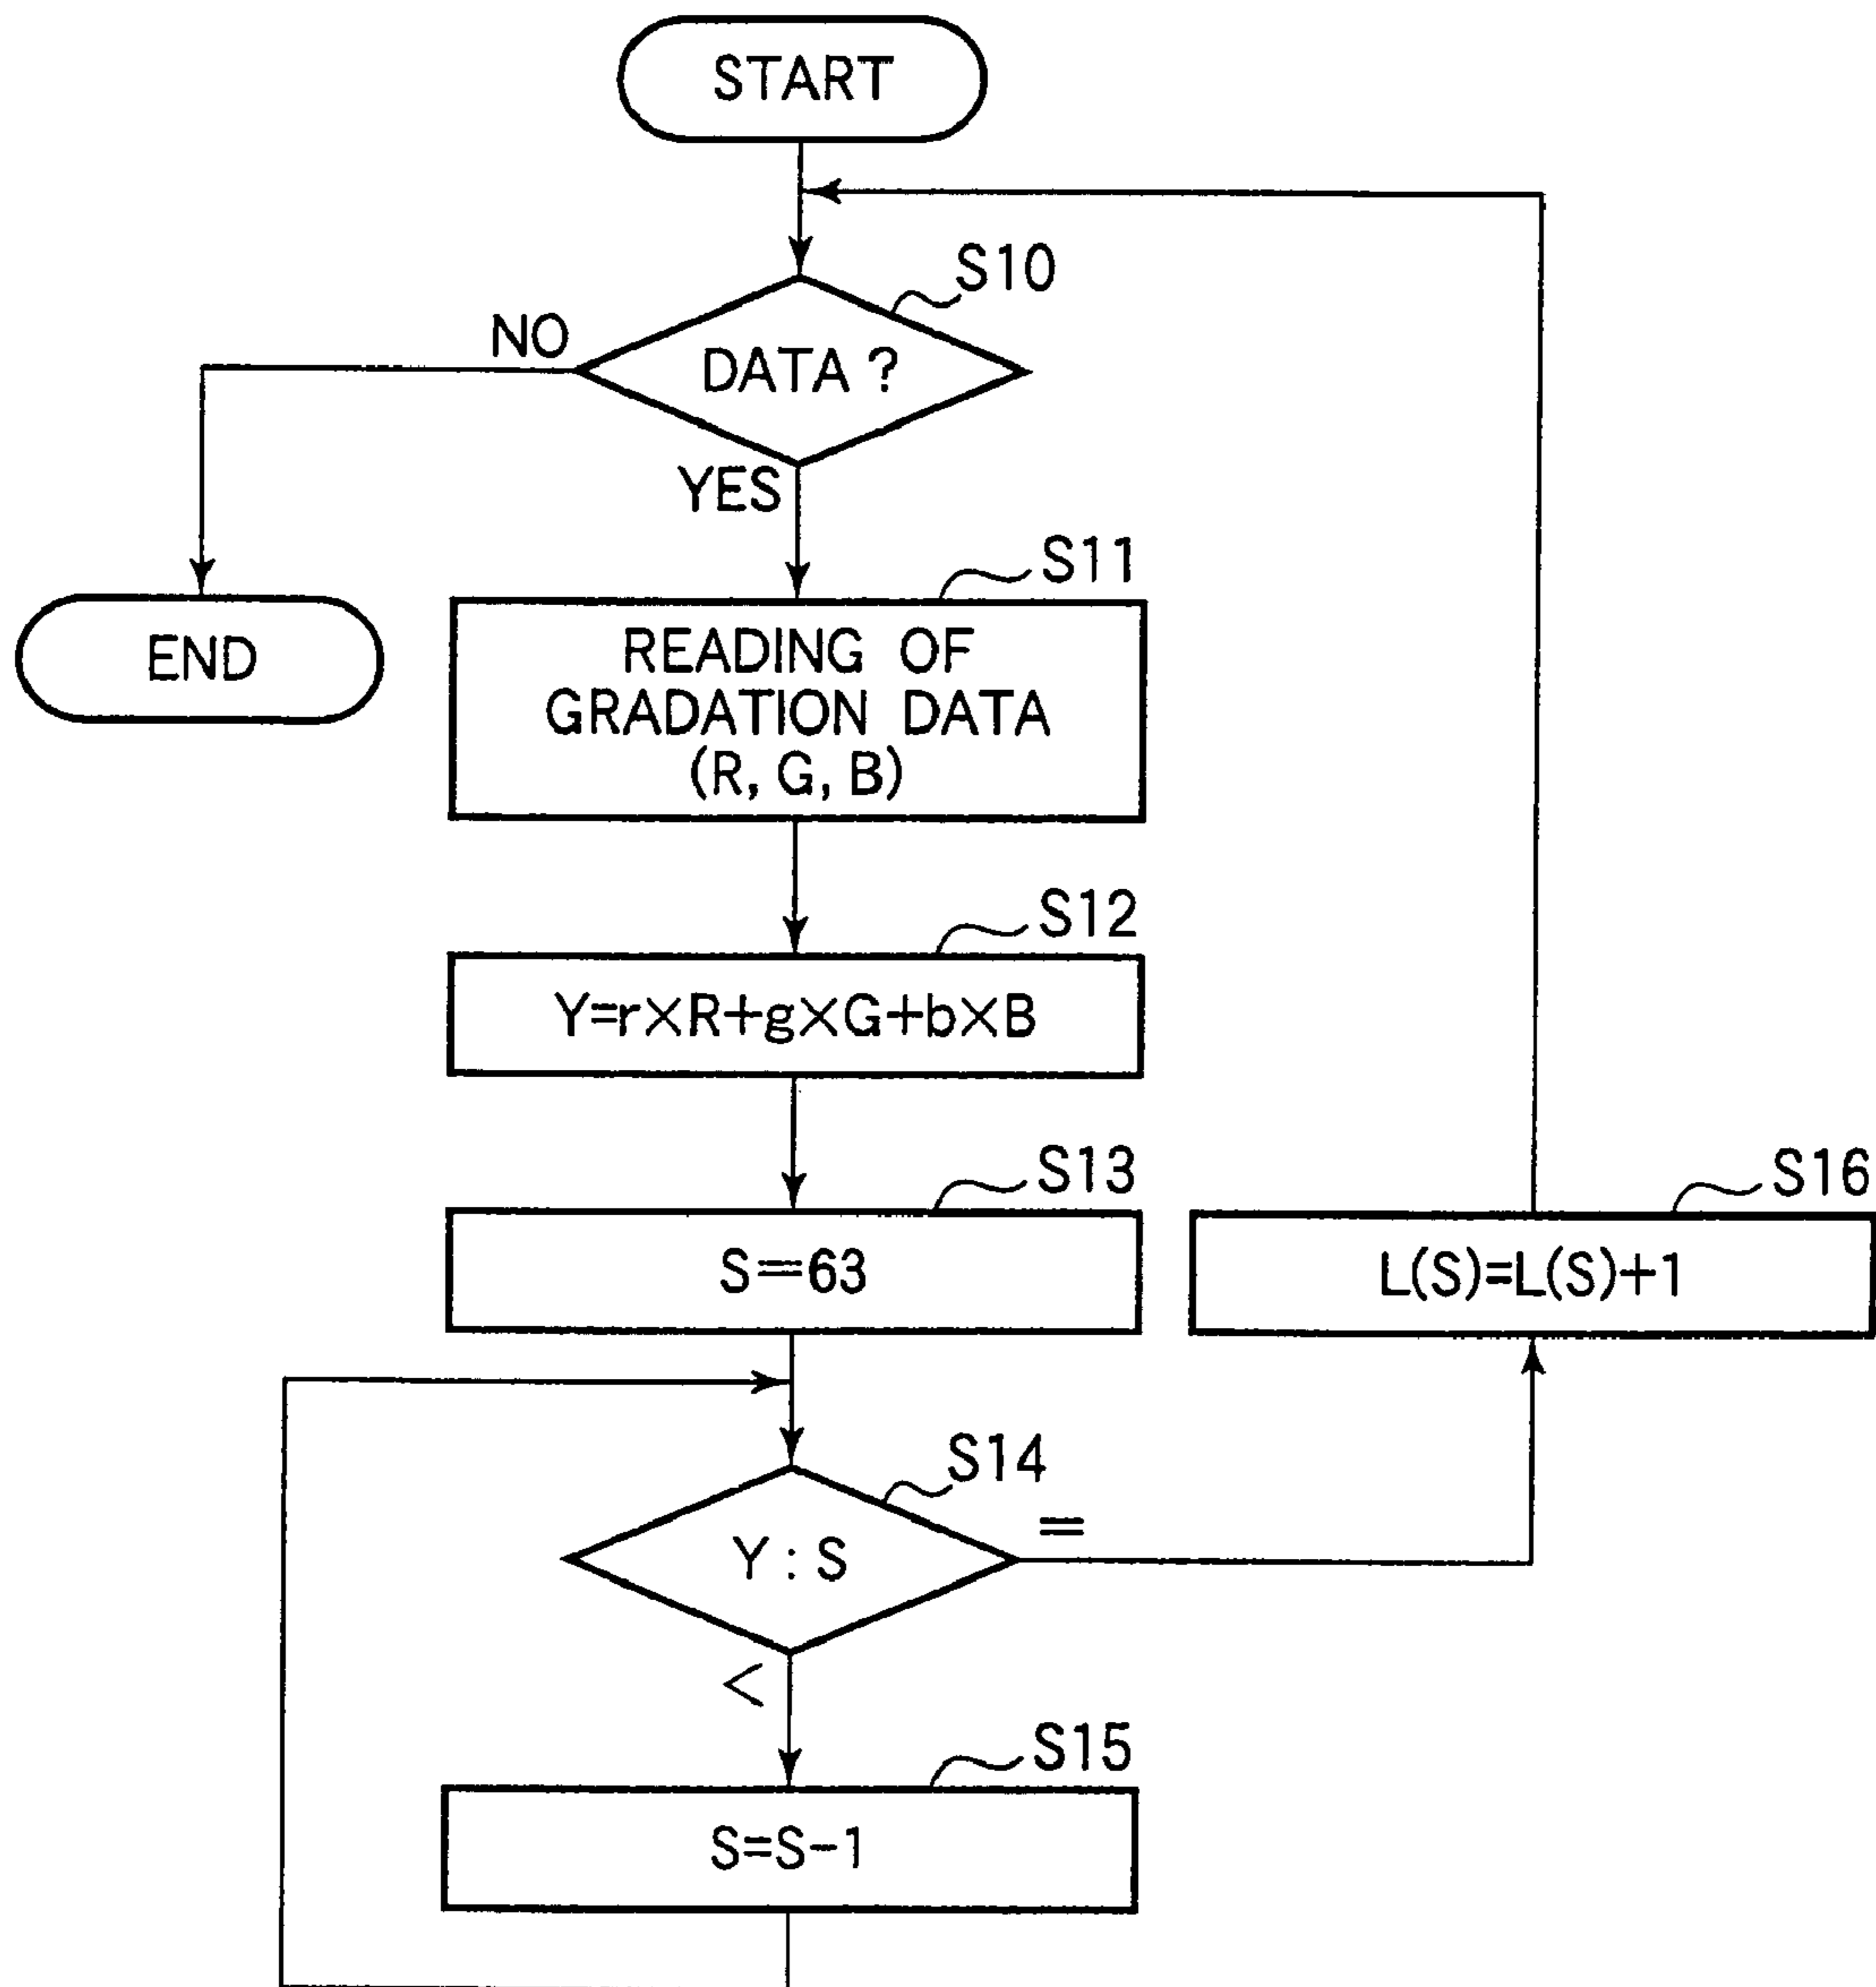 START
S10
NO
DATA ?
YES
S11
END
READING OF
GRADATION DATA
(R, G, B)
S12
Y=r×R+g×G+b×B
S13
S=63
S16
L(S)=L(S)+1
S14
=
Y : S
<
S15
S=S-1